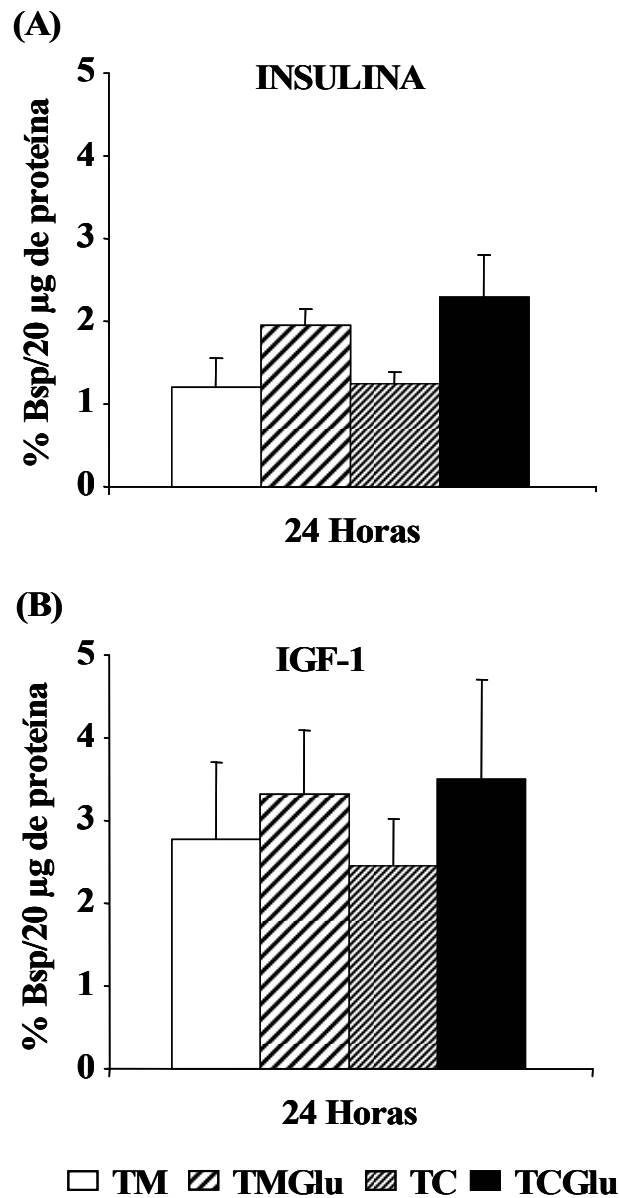 (A)
INSULINA
% Bsp/20 µg de proteína
5
4
3
2
1
0
24 Horas
(B)
IGF-1
% Bsp/20 µg de proteína
5
4
3
2
1
0
24 Horas
TM TMGlu TC TCGlu